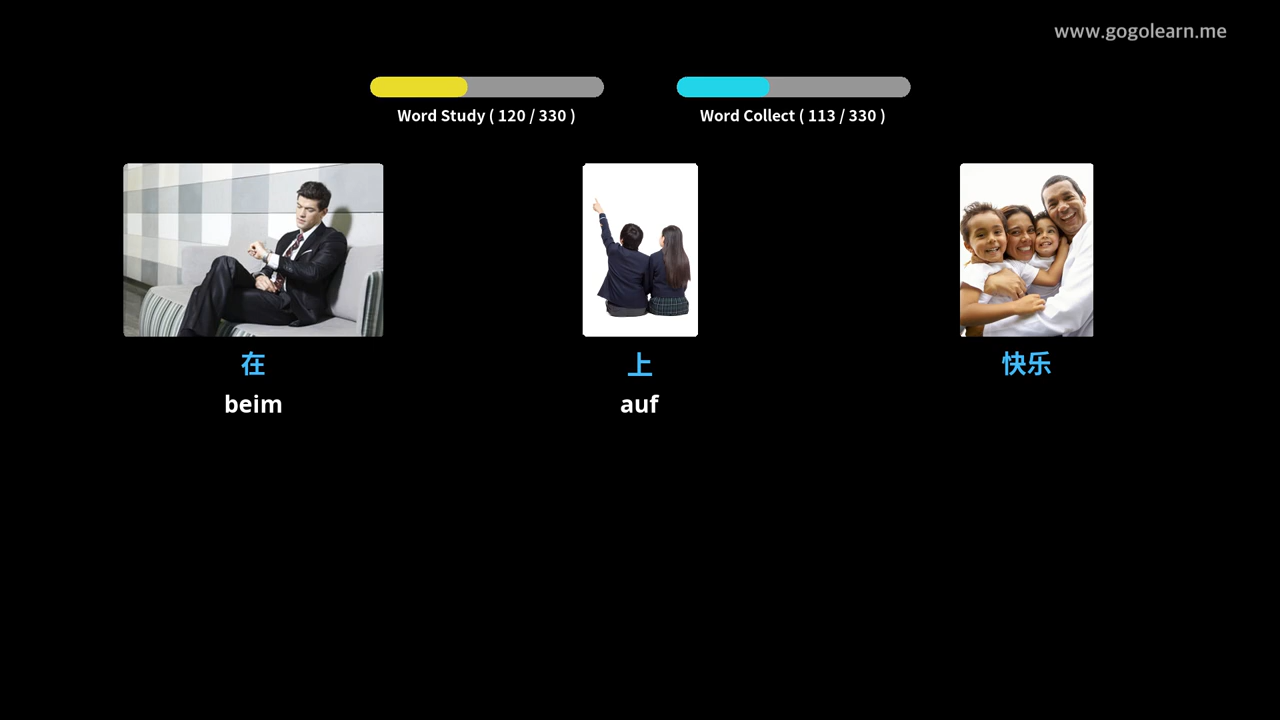 www.gogolearn.me
Word Study ( 120 / 330 )
Word Collect ( 113 / 330 )
在
上
快乐
beim
auf